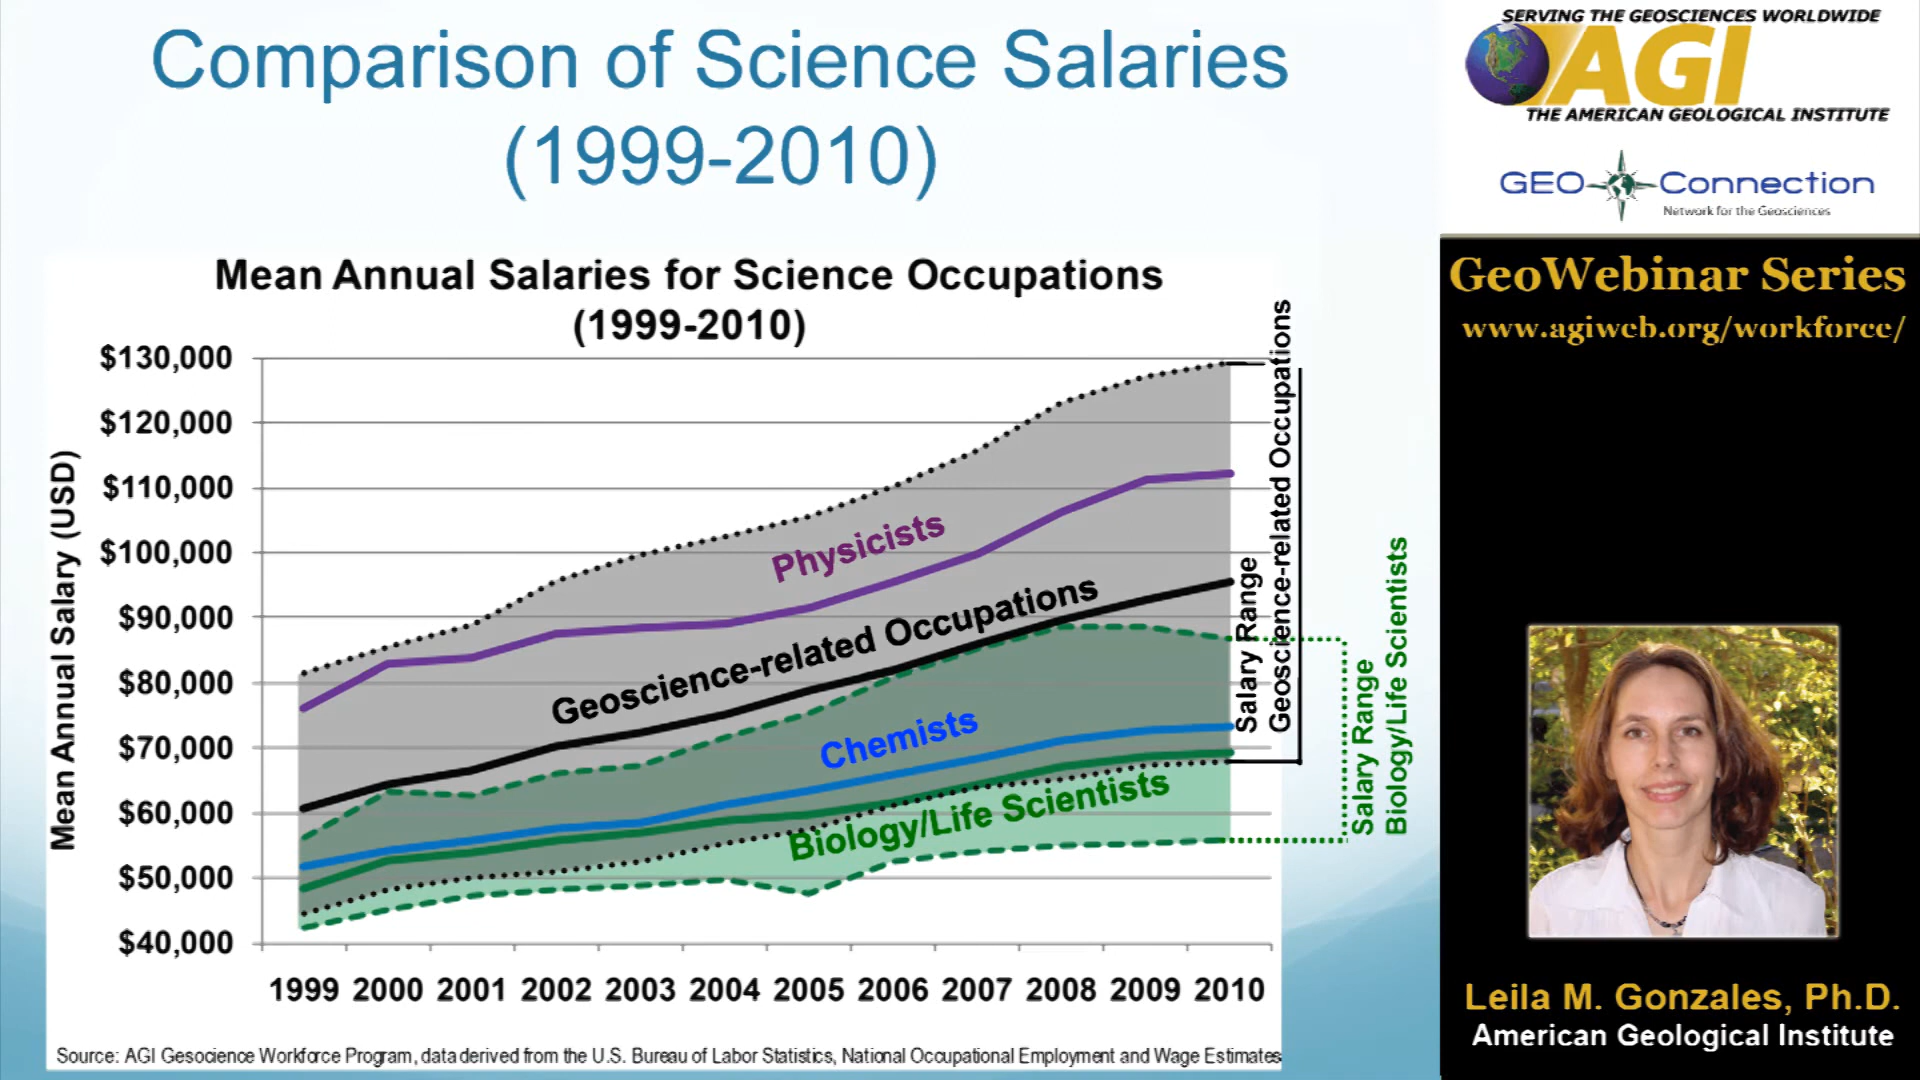 Comparison of Science Salaries
(1999-2010)
Mean Annual Salaries for Science Occupations
(1999-2010)
Mean Annual Salary (USD)
$130,000
$120,000
$110,000
$100,000
$90,000
$80,000
$70,000
$60,000
$50,000
$40,000
Physicists
Geoscience-related Occupations
Chemists
Biology/Life Scientists
Salary Range
Geoscience-related Occupations
Salary Range
Biology/Life Scientists
1999 2000 2001 2002 2003 2004 2005 2006 2007 2008 2009 2010
Source: AGI Gesocience Workforce Program, data derived from the U.S. Bureau of Labor Statistics, National Occupational Employment and Wage Estimates
SERVING THE GEOSCIENCES WORLDWIDE
AGI
THE AMERICAN GEOLOGICAL INSTITUTE
GEO Connection
Network for the Geosciences
GeoWebinar Series
www.agiweb.org/workforce/
Leila M. Gonzales, Ph.D.
American Geological Institute